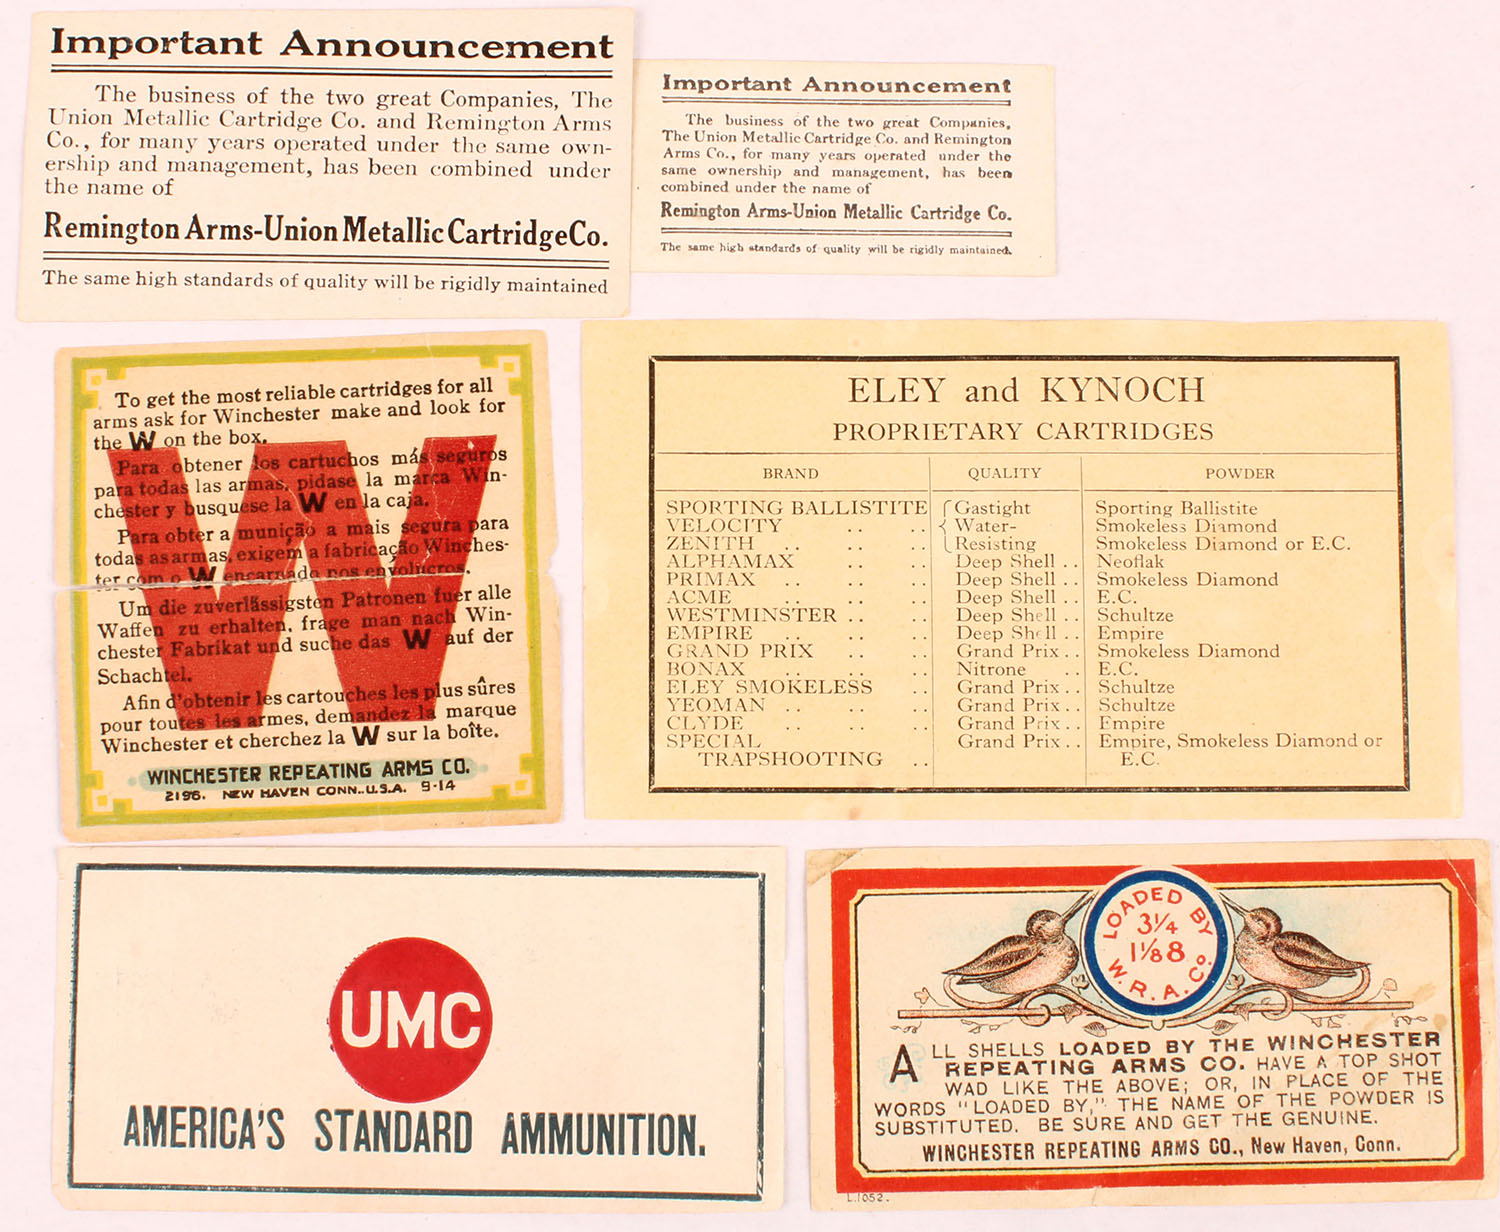 Important Announcement
The business of the two great Companies, The
Union Metallic Cartridge Co. and Remington Arms
Co., for many years operated under the same own-
ership and management, has been combined under
the name of
Remington Arms-Union Metallic Cartridge Co.
The same high standards of quality will be rigidly maintained
Important Announcement
The business of the two great Companies,
The Union Metallic Cartridge Co. and Remington
Arms Co., for many years operated under the
same ownership and management, has been
combined under the name of
Remington Arms-Union Metallic Cartridge Co.
The same high standards of quality will be rigidly maintained.
To get the most reliable cartridges for all
arms ask for Winchester make and look for
the W on the box.
Para obtener los cartuchos más seguros
para todas las armas, pidase la marca Win-
chester y busquese la W en la caja.
Para obter a munição a mais segura para
todas as armas, exigem a fabricação Winches-
ter com o W encarnado nos envolucros.
Um die zuverlässigsten Patronen fuer alle
Waffen zu erhalten, frage man nach Win-
chester Fabrikat und suche das W auf der
Schachtel.
Afin d'obtenir les cartouches les plus sûres
pour toutes les armes, demandez la marque
Winchester et cherchez la W sur la boîte.
WINCHESTER REPEATING ARMS CO.
2196. NEW HAVEN CONN..U.S.A. 9-14
ELEY and KYNOCH
PROPRIETARY CARTRIDGES
BRAND QUALITY POWDER
SPORTING BALLISTITE Gastight Sporting Ballistite
VELOCITY .. .. Water- Smokeless Diamond
ZENITH .. .. .. Resisting Smokeless Diamond or E.C.
ALPHAMAX .. .. Deep Shell .. Neoflak
PRIMAX .. .. .. Deep Shell .. Smokeless Diamond
ACME .. .. .. Deep Shell .. E.C.
WESTMINSTER .. .. Deep Shell .. Schultze
EMPIRE .. .. .. Deep Shell .. Empire
GRAND PRIX .. .. Grand Prix .. Smokeless Diamond
BONAX .. .. .. Nitrone .. E.C.
ELEY SMOKELESS .. Grand Prix .. Schultze
YEOMAN .. .. .. Grand Prix .. Schultze
CLYDE .. .. .. Grand Prix .. Empire
SPECIAL Grand Prix .. Empire, Smokeless Diamond or
TRAPSHOOTING .. E.C.
UMC
AMERICA'S STANDARD AMMUNITION.
LOADED BY
3¼
1⅛ 8
W. R. A. Co.
ALL SHELLS LOADED BY THE WINCHESTER
REPEATING ARMS CO. HAVE A TOP SHOT
WAD LIKE THE ABOVE; OR, IN PLACE OF THE
WORDS "LOADED BY," THE NAME OF THE POWDER IS
SUBSTITUTED. BE SURE AND GET THE GENUINE.
WINCHESTER REPEATING ARMS CO., New Haven, Conn.
L.1052.